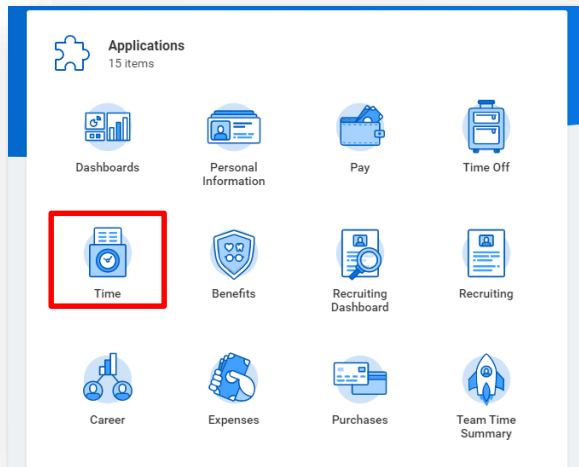 Applications
15 items
Dashboards
Personal
Information
Pay
Time Off
Time
Benefits
Recruiting
Dashboard
Recruiting
Career
Expenses
Purchases
Team Time
Summary